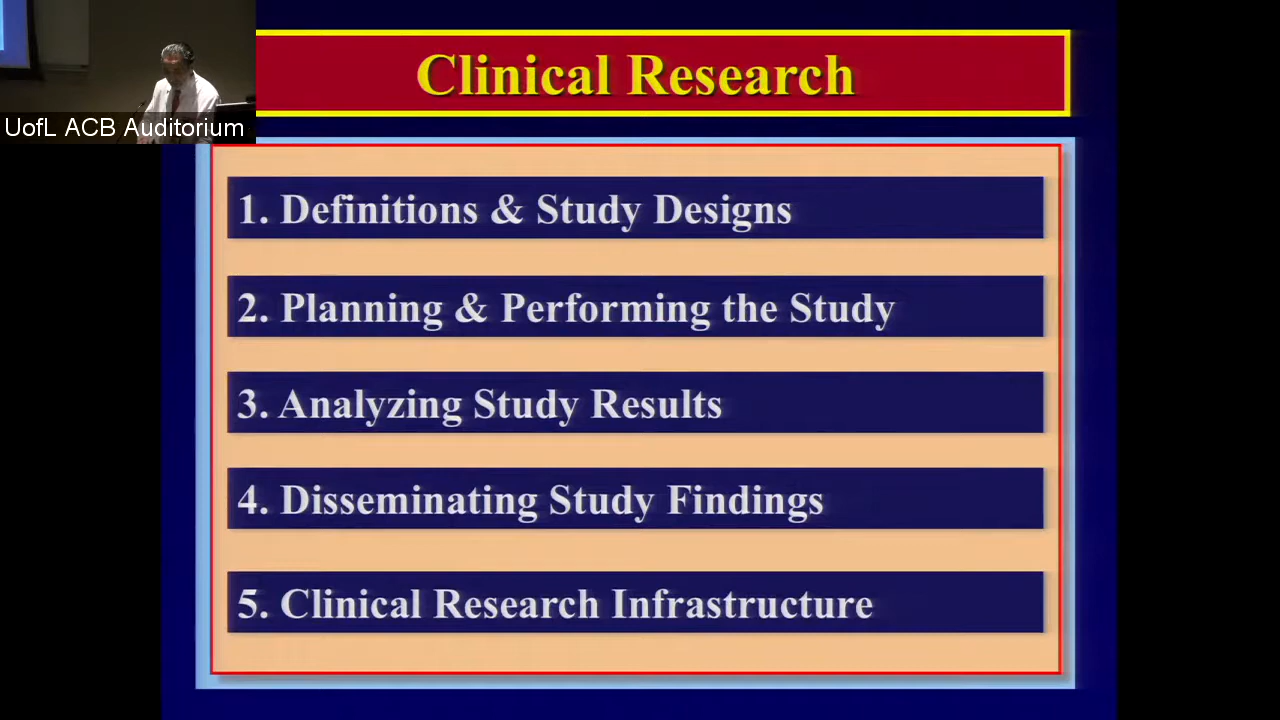 Clinical Research
UofL ACB Auditorium
1. Definitions & Study Designs
2. Planning & Performing the Study
3. Analyzing Study Results
4. Disseminating Study Findings
5. Clinical Research Infrastructure